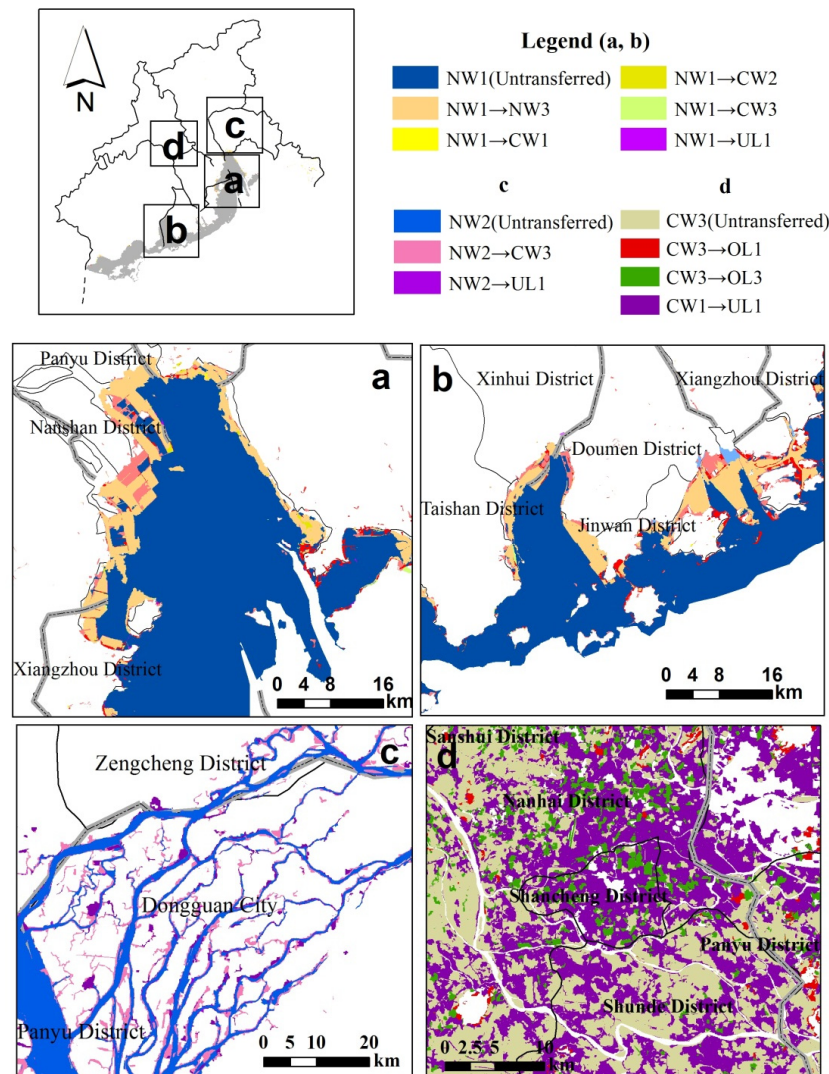 N
c
d
a
b
Legend (a, b)
NW1(Untransferred)
NW1→CW2
NW1→NW3
NW1→CW3
NW1→CW1
NW1→UL1
c
d
NW2(Untransferred)
CW3(Untransferred)
NW2→CW3
CW3→OL1
NW2→UL1
CW3→OL3
CW1→UL1
Panyu District
a
Nanshan District
Xiangzhou District
0 4 8 16
km
b
Xinhui District
Xiangzhou District
Doumen District
Taishan District
Jinwan District
0 4 8 16
km
c
Zengcheng District
Dongguan City
Panyu District
0 5 10 20
km
Sanshui District
d
Nanhai District
Shancheng District
Panyu District
Shunde District
0 2.5 5 10
km